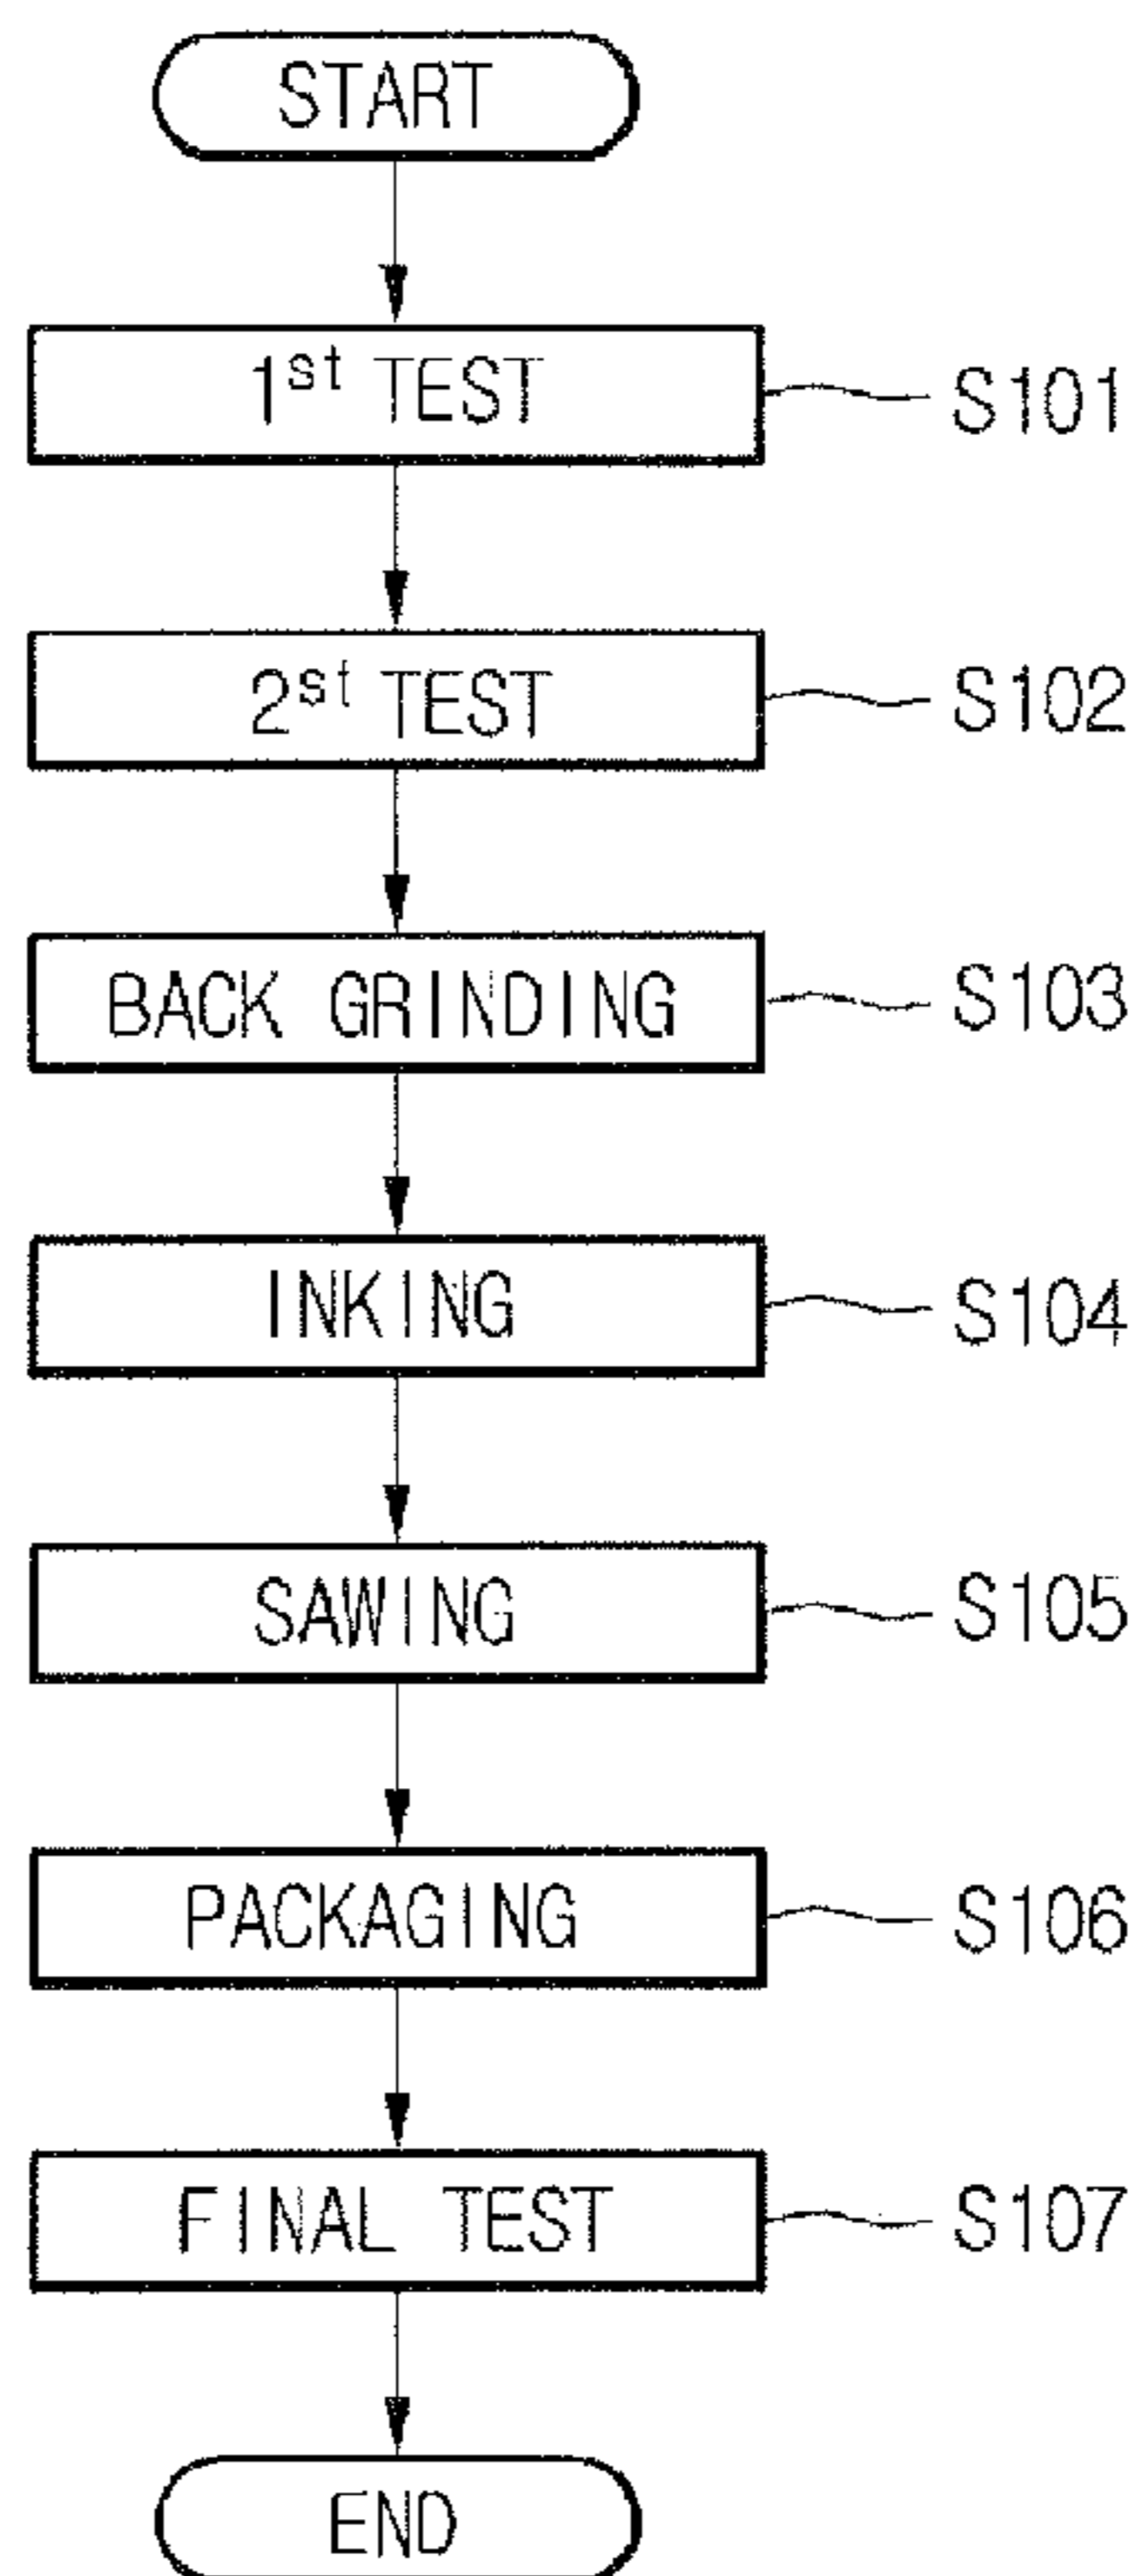 START
1st TEST S101
2st TEST S102
BACK GRINDING S103
INKING S104
SAWING S105
PACKAGING S106
FINAL TEST S107
END